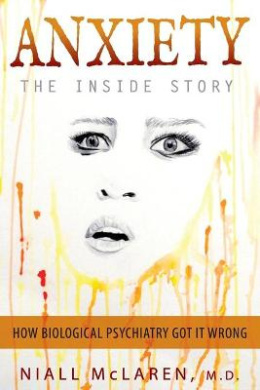 ANXIETY
THE INSIDE STORY
HOW BIOLOGICAL PSYCHIATRY GOT IT WRONG
NIALL McLAREN, M.D.